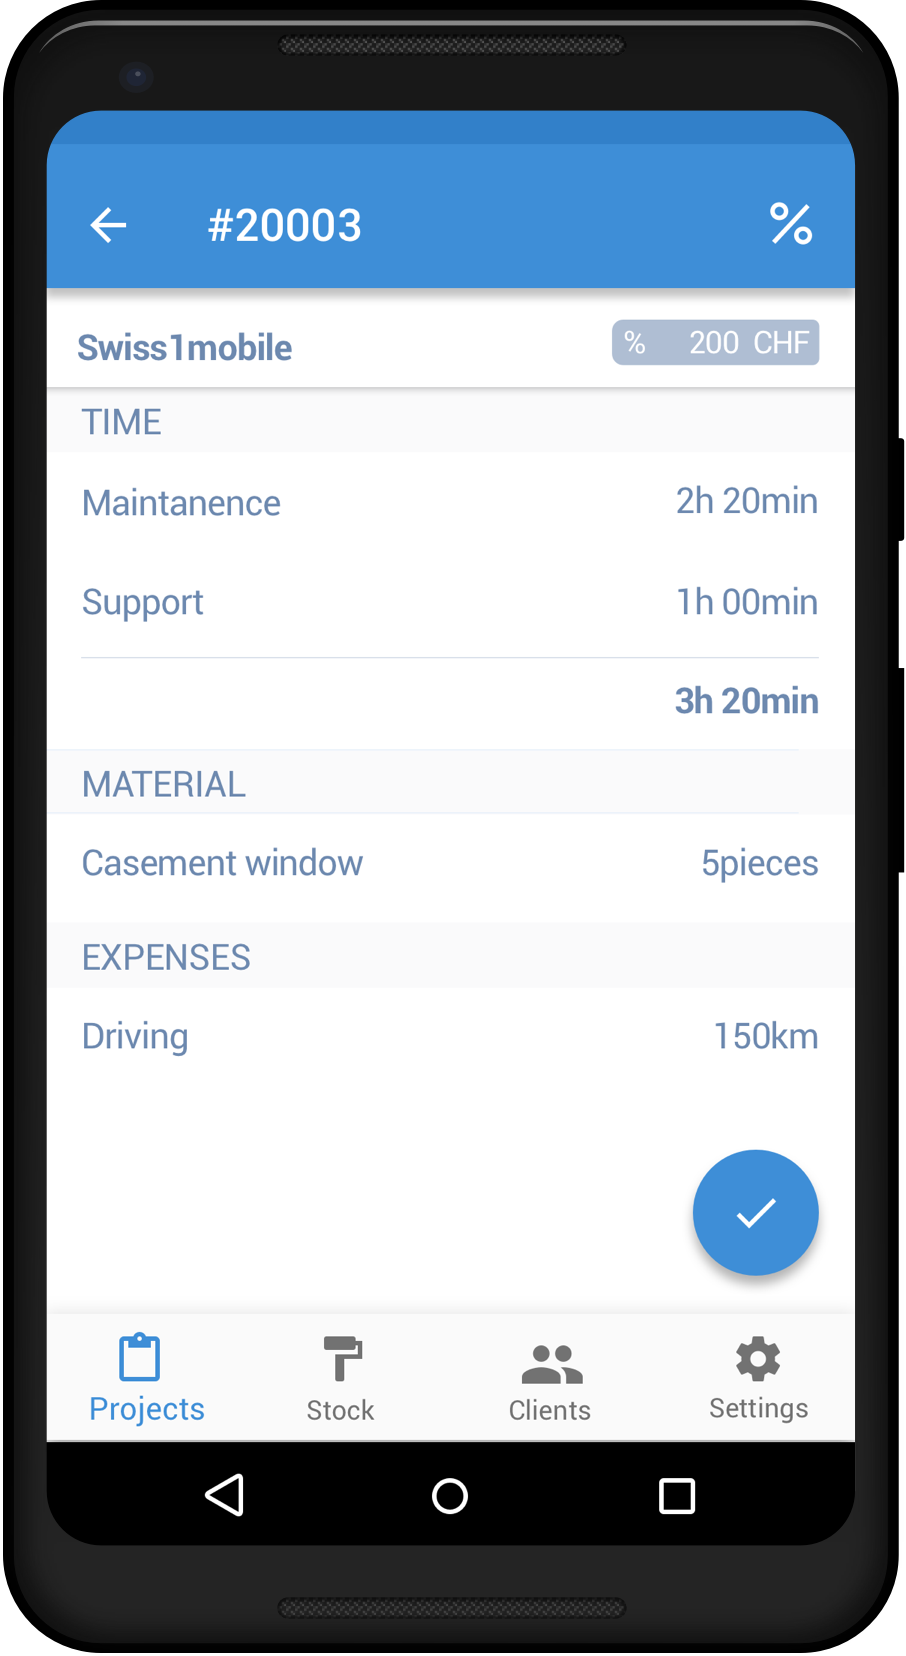 #20003
Swiss1mobile % 200 CHF
TIME
Maintanence 2h 20min
Support 1h 00min
3h 20min
MATERIAL
Casement window 5pieces
EXPENSES
Driving 150km
Projects Stock Clients Settings